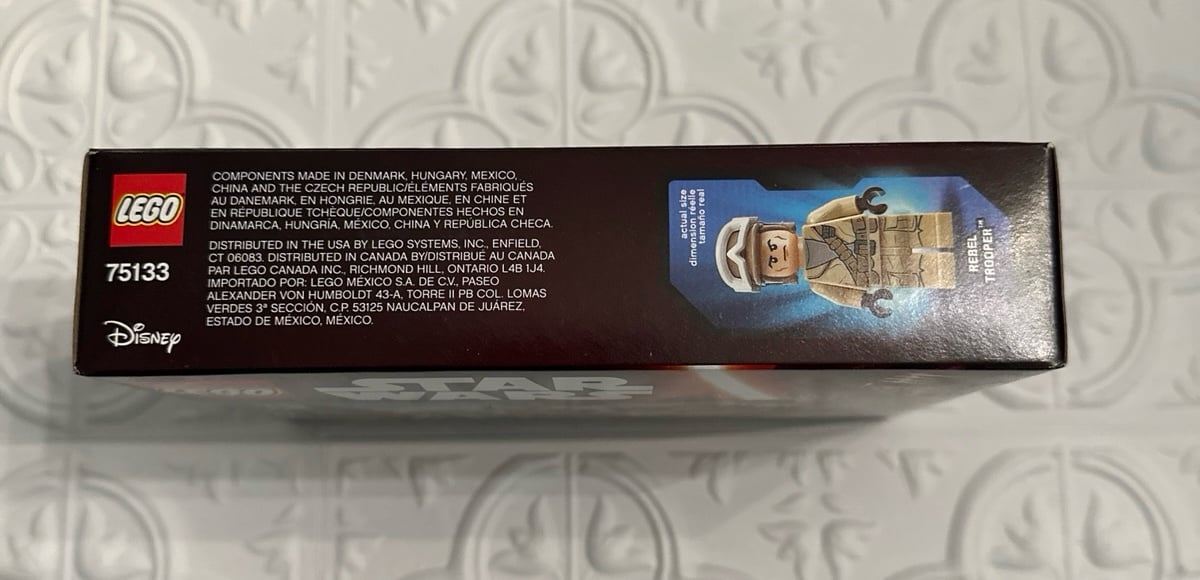 LEGO
75133
Disney
COMPONENTS MADE IN DENMARK, HUNGARY, MEXICO,
CHINA AND THE CZECH REPUBLIC/ÉLÉMENTS FABRIQUÉS
AU DANEMARK, EN HONGRIE, AU MEXIQUE, EN CHINE ET
EN RÉPUBLIQUE TCHÈQUE/COMPONENTES HECHOS EN
DINAMARCA, HUNGRÍA, MÉXICO, CHINA Y REPÚBLICA CHECA.
DISTRIBUTED IN THE USA BY LEGO SYSTEMS, INC., ENFIELD,
CT 06083. DISTRIBUTED IN CANADA BY/DISTRIBUÉ AU CANADA
PAR LEGO CANADA INC., RICHMOND HILL, ONTARIO L4B 1J4.
IMPORTADO POR: LEGO MÉXICO S.A. DE C.V., PASEO
ALEXANDER VON HUMBOLDT 43-A, TORRE II PB COL. LOMAS
VERDES 3ª SECCIÓN, C.P. 53125 NAUCALPAN DE JUÁREZ,
ESTADO DE MÉXICO, MÉXICO.
actual size
dimension réelle
tamaño real
REBEL
TROOPER™
LEGO
STAR
WARS